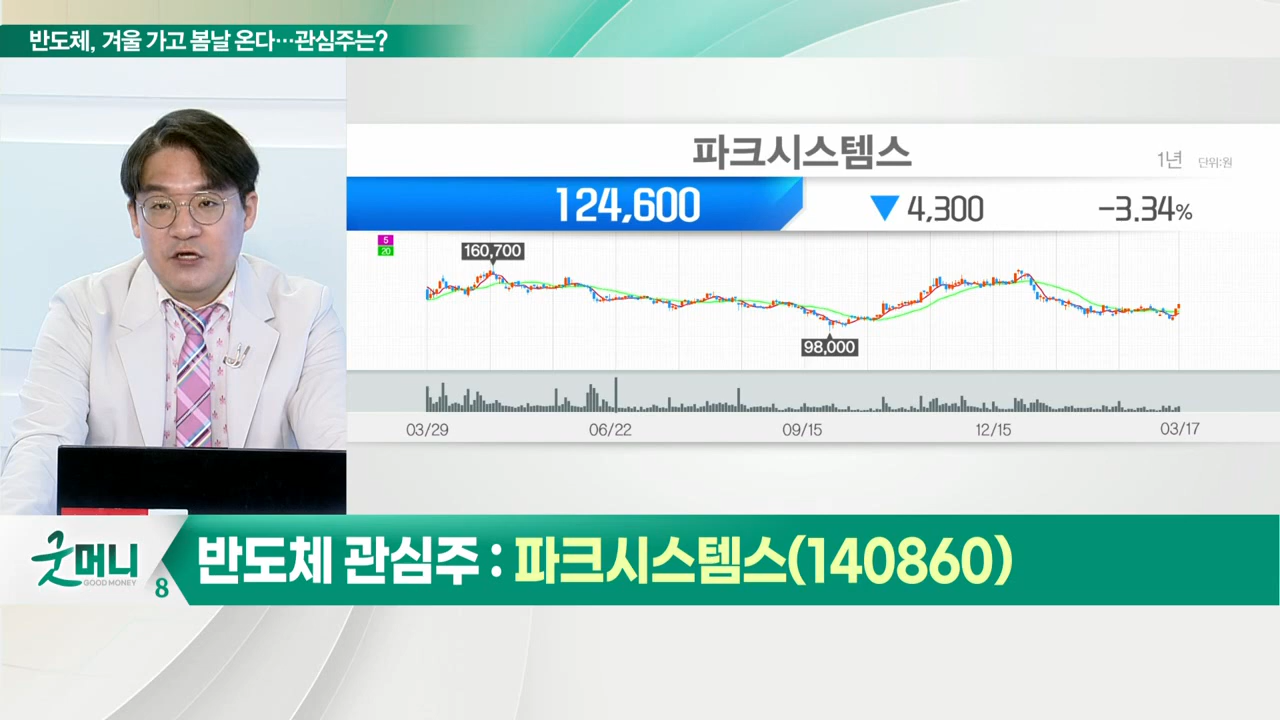 반도체, 겨울 가고 봄날 온다…관심주는?
파크시스템스
1년 단위:원
124,600 ▼ 4,300 -3.34%
5
20
160,700
98,000
03/29 06/22 09/15 12/15 03/17
굿머니
GOOD MONEY
8
반도체 관심주 : 파크시스템스(140860)